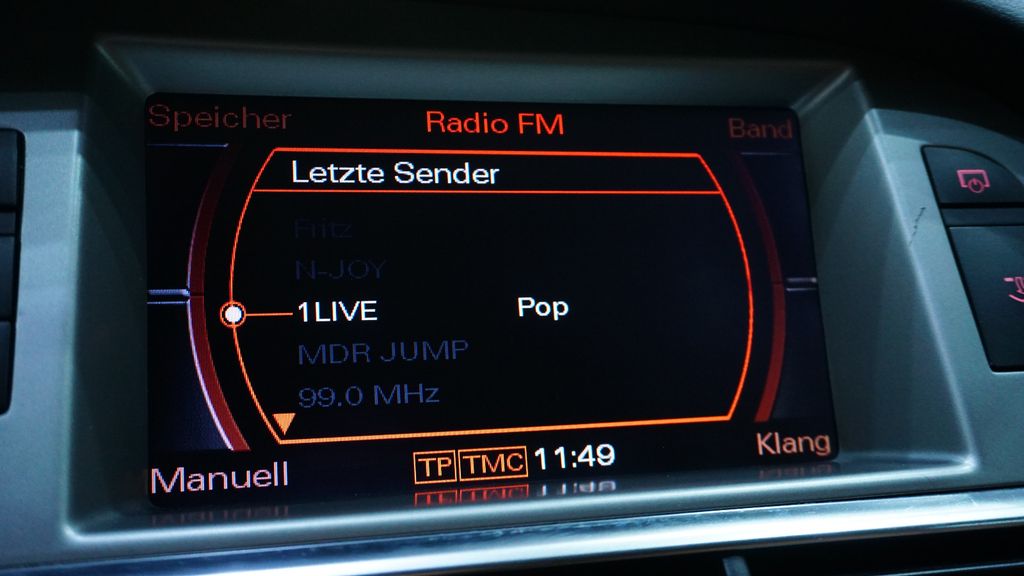 Speicher Radio FM Band
Letzte Sender
Fritz
N-JOY
1LIVE Pop
MDR JUMP
99.0 MHz
Manuell TP TMC 11:49 Klang